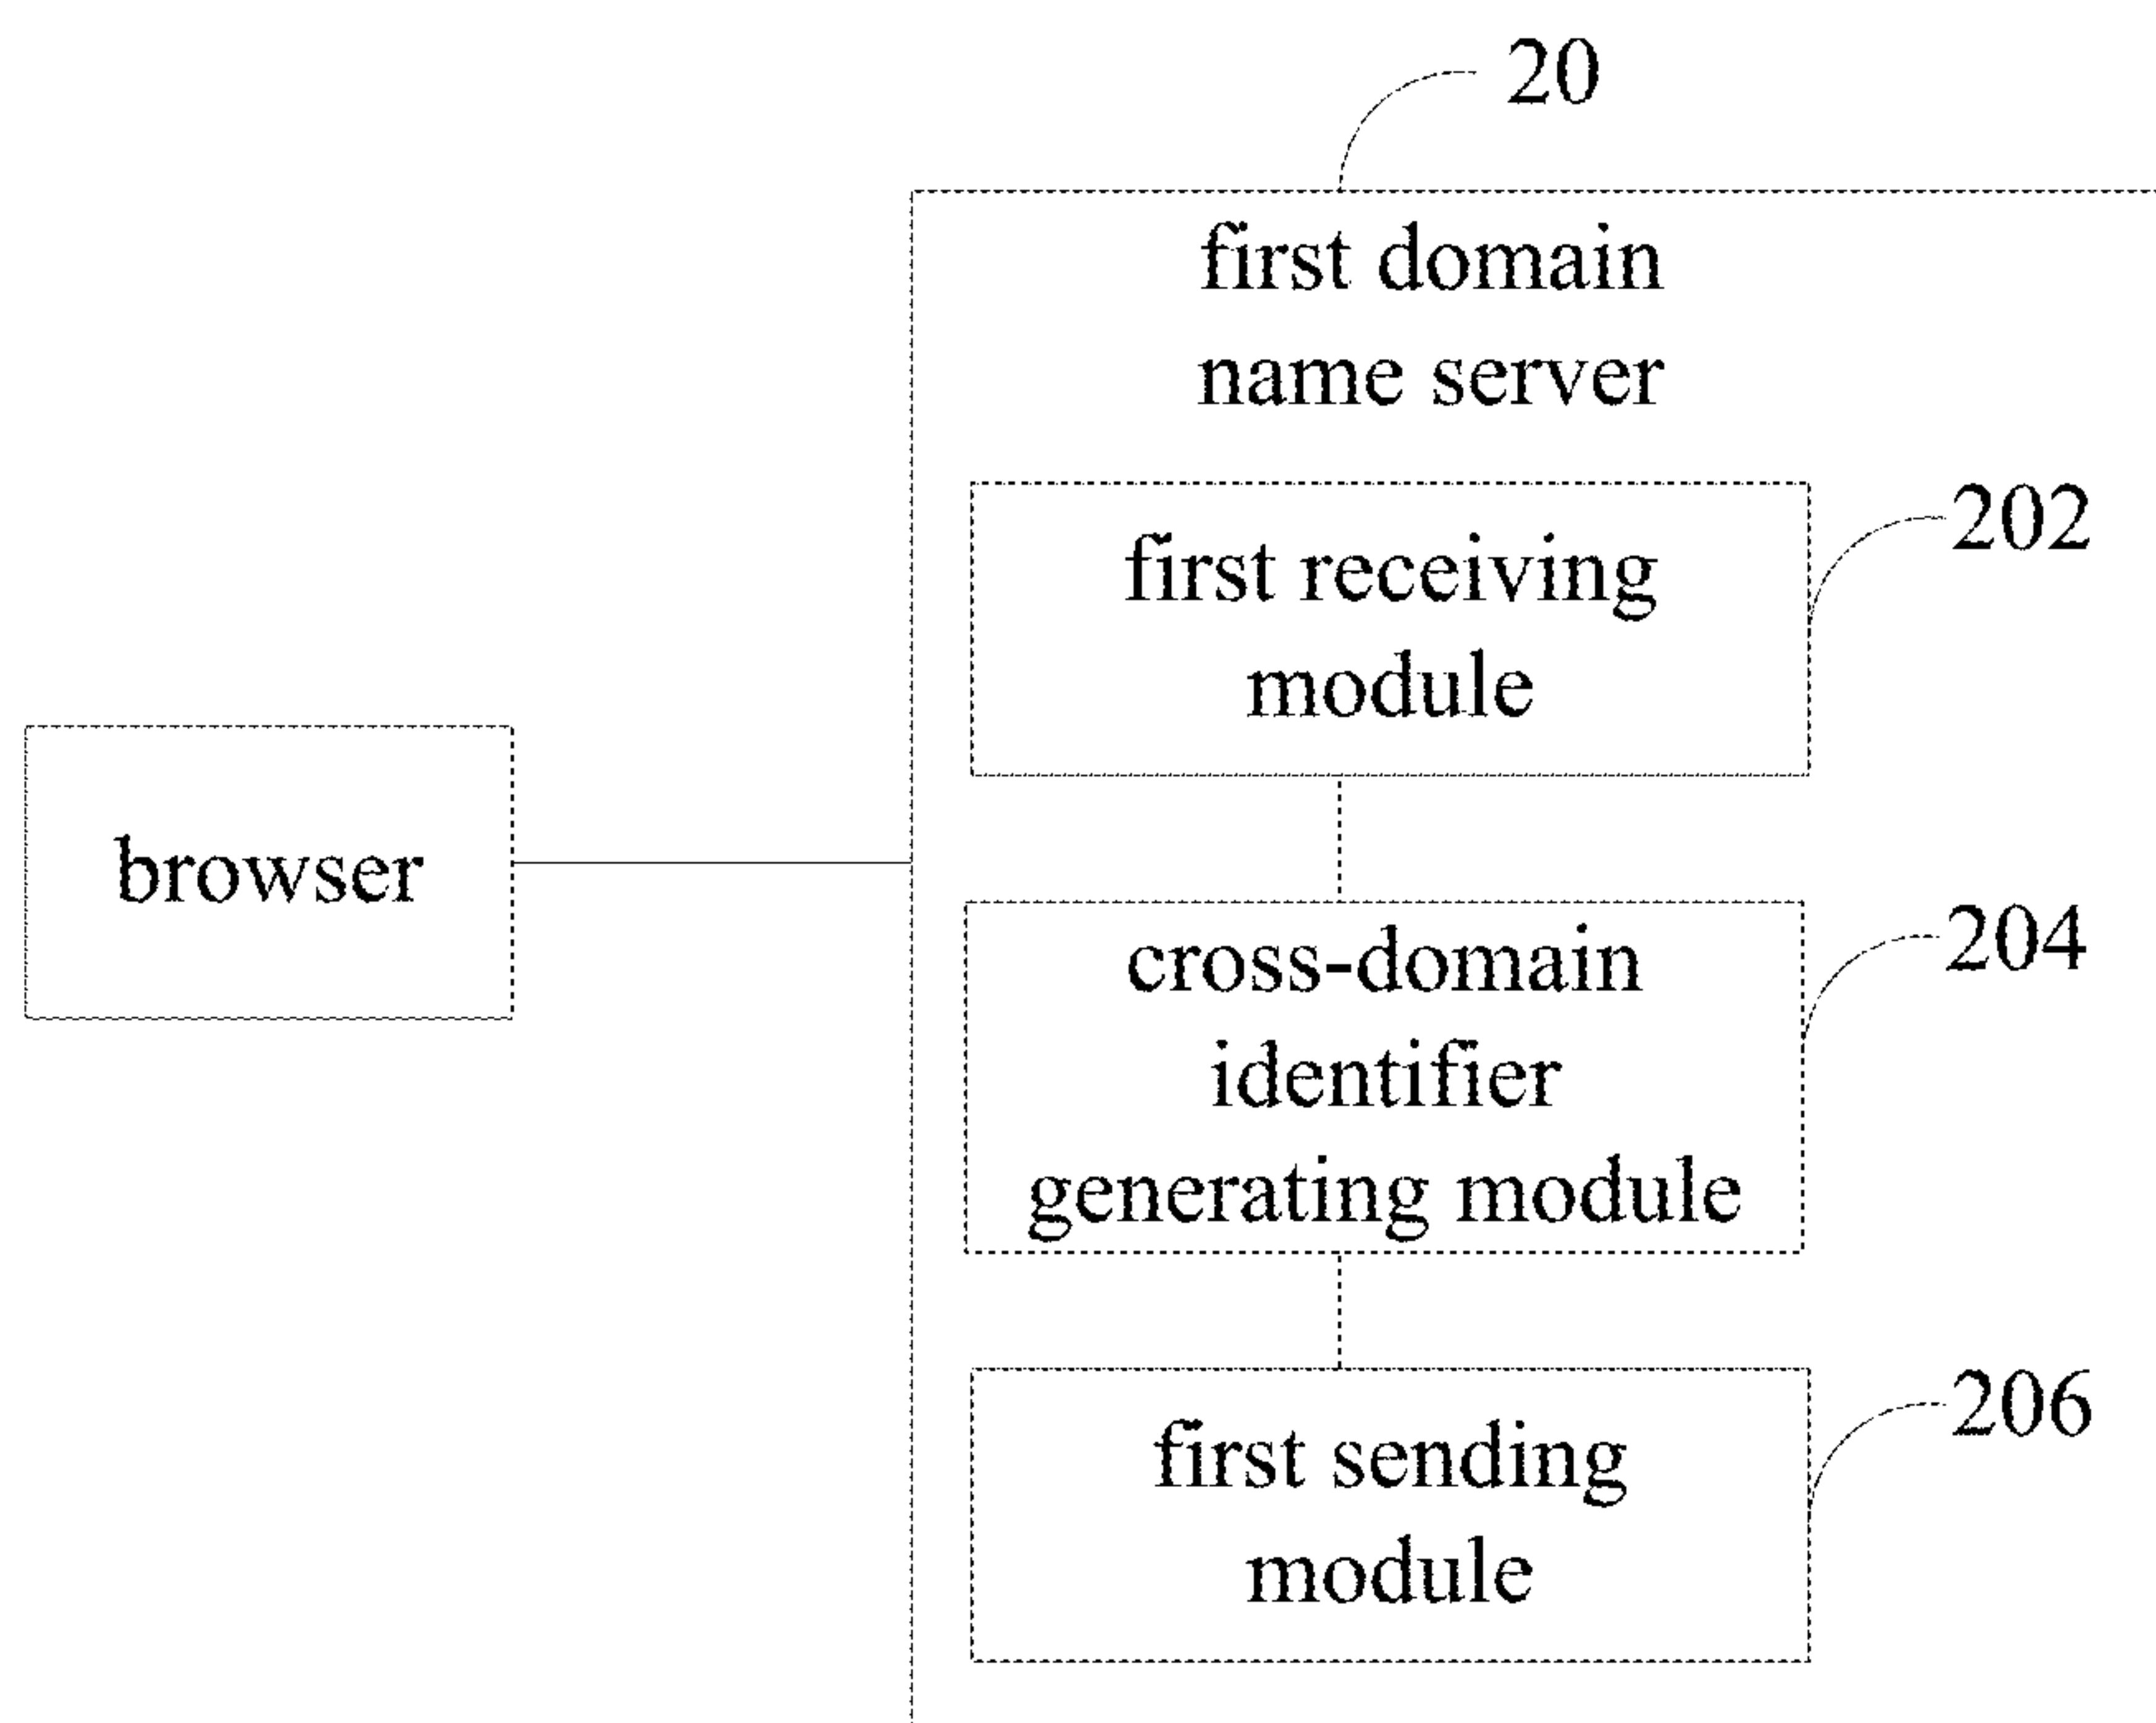 20
first domain
name server
202
first receiving
module
browser
204
cross-domain
identifier
generating module
206
first sending
module